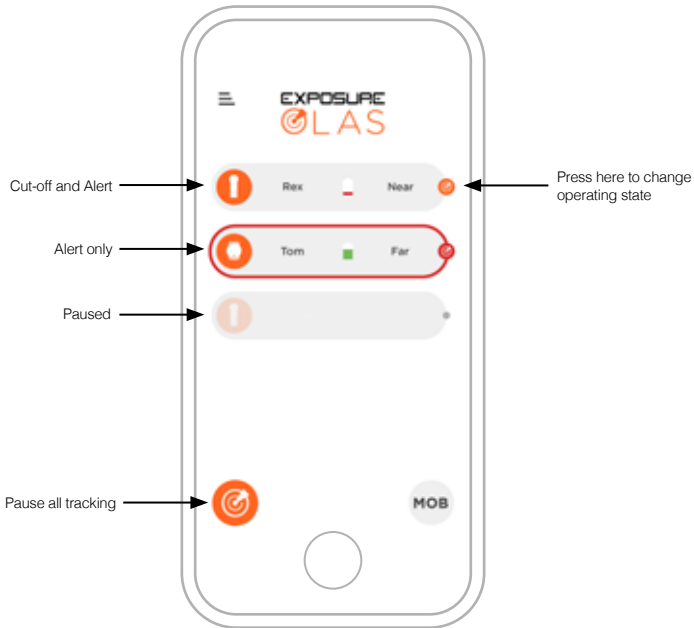 EXPOSURE
OLAS
Cut-off and Alert
Rex
Near
Press here to change
operating state
Alert only
Tom
Far
Paused
Pause all tracking
MOB